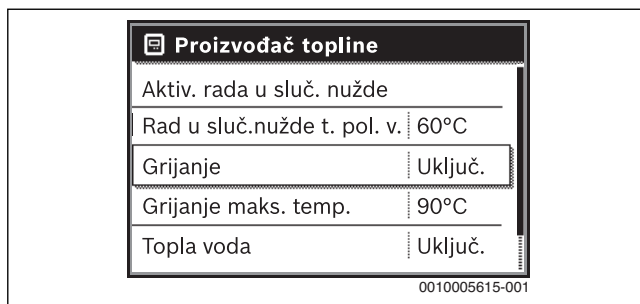 Proizvođač topline
Aktiv. rada u sluč. nužde
Rad u sluč.nužde t. pol. v. 60°C
Grijanje Uključ.
Grijanje maks. temp. 90°C
Topla voda Uključ.
0010005615-001